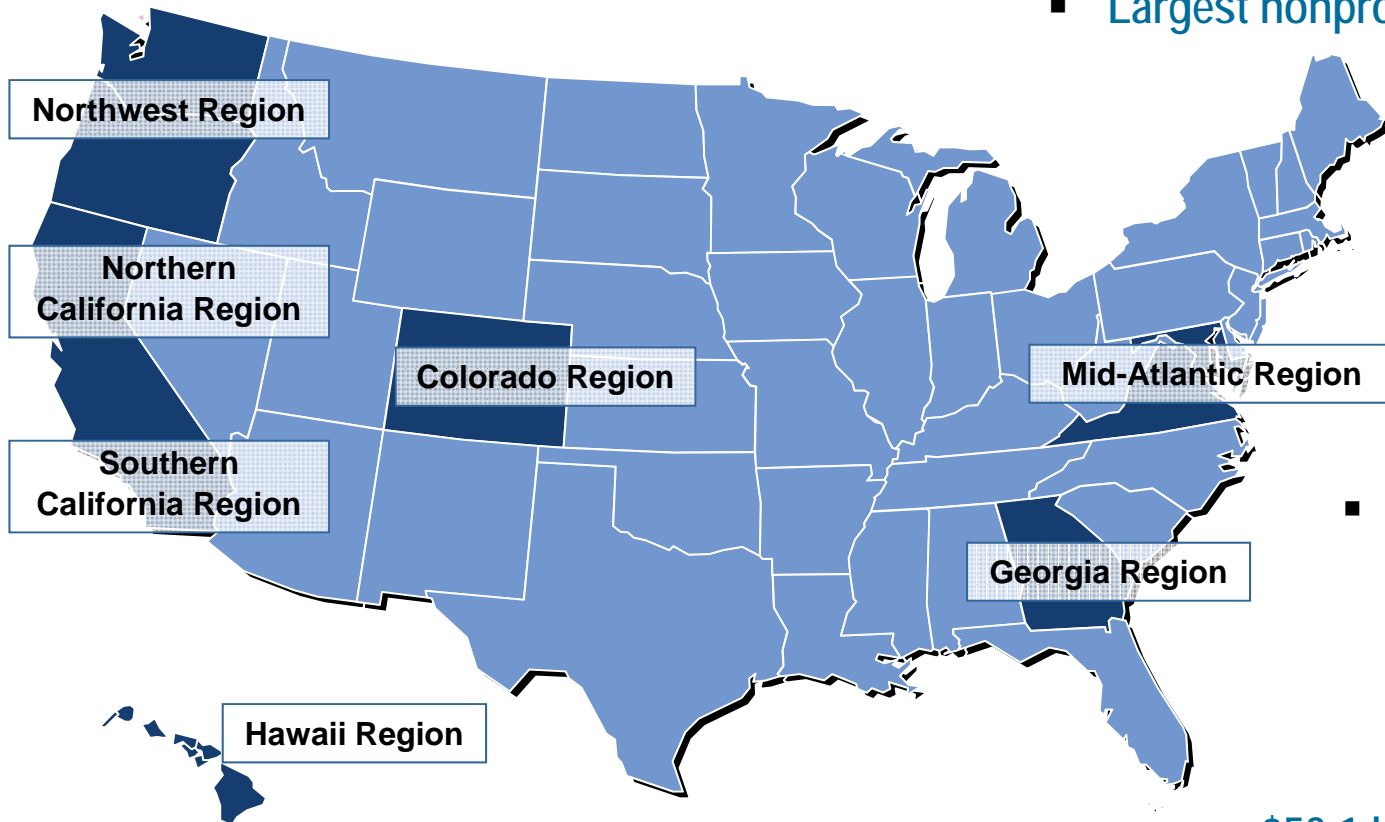 ▪ Largest nonpro
Northwest Region
Northern
California Region
Colorado Region
Mid-Atlantic Region
Southern
California Region
▪
Georgia Region
Hawaii Region